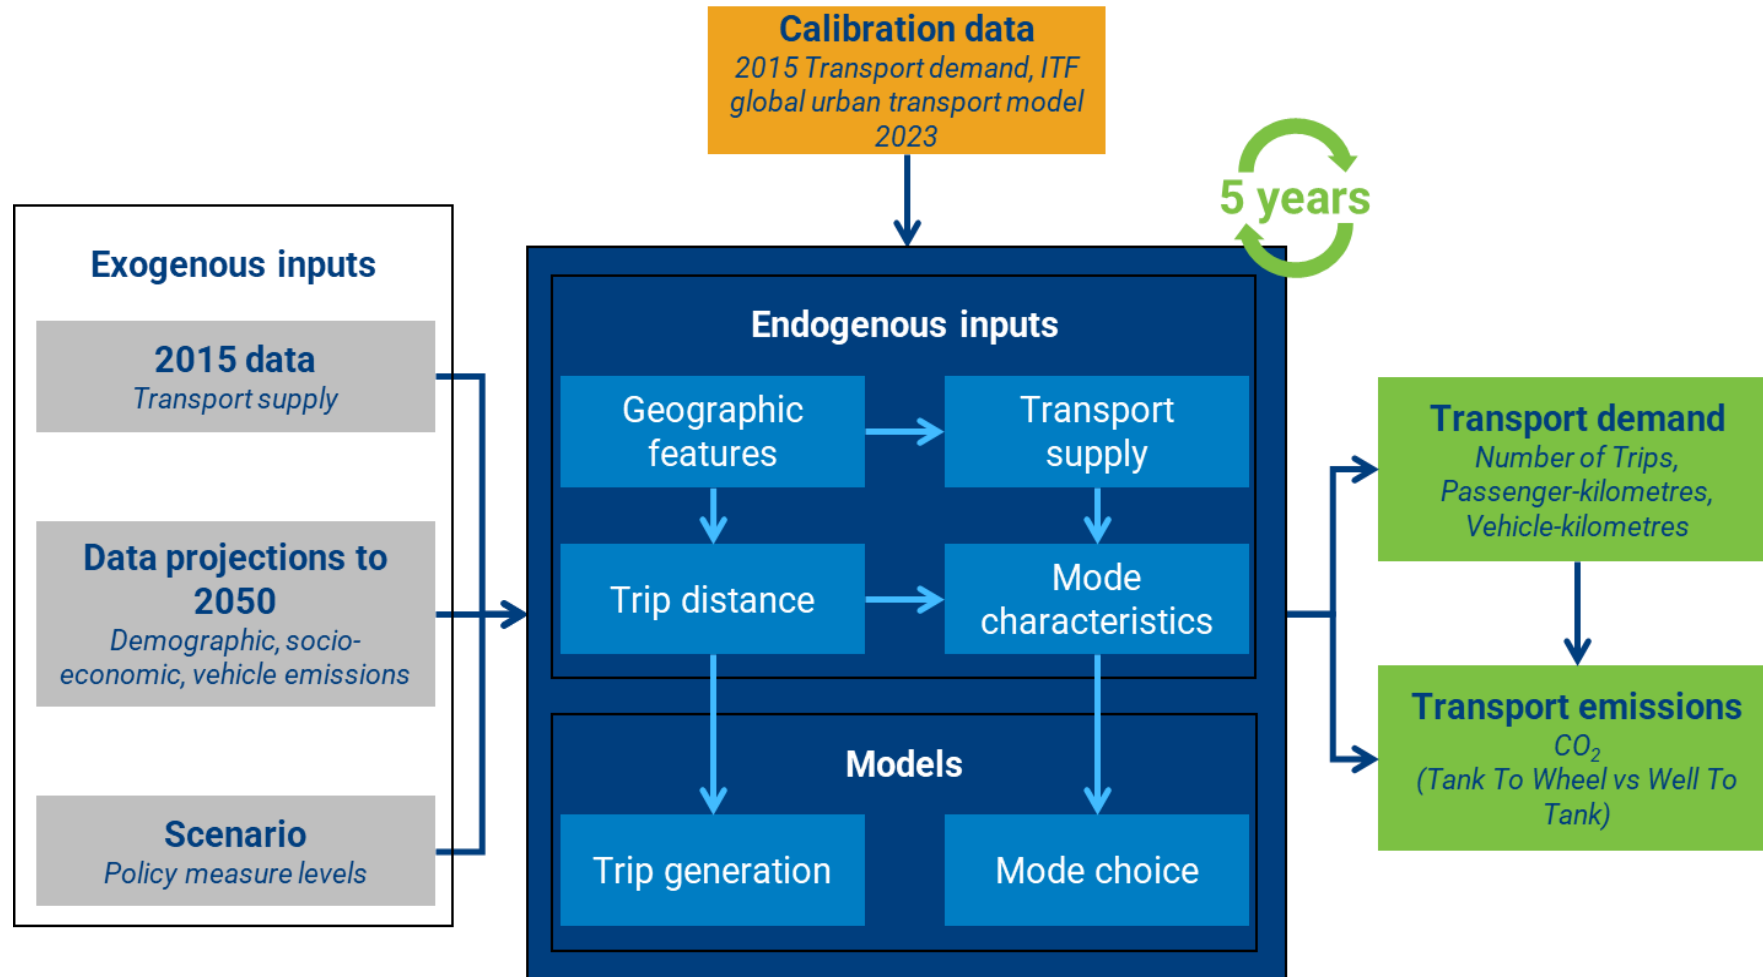 Calibration data
2015 Transport demand, ITF
global urban transport model
2023
5 years
Exogenous inputs
2015 data
Transport supply
Data projections to
2050
Demographic, socio-
economic, vehicle emissions
Scenario
Policy measure levels
Endogenous inputs
Geographic
features
Transport
supply
Trip distance
Mode
characteristics
Models
Trip generation
Mode choice
Transport demand
Number of Trips,
Passenger-kilometres,
Vehicle-kilometres
Transport emissions
CO₂
(Tank To Wheel vs Well To
Tank)